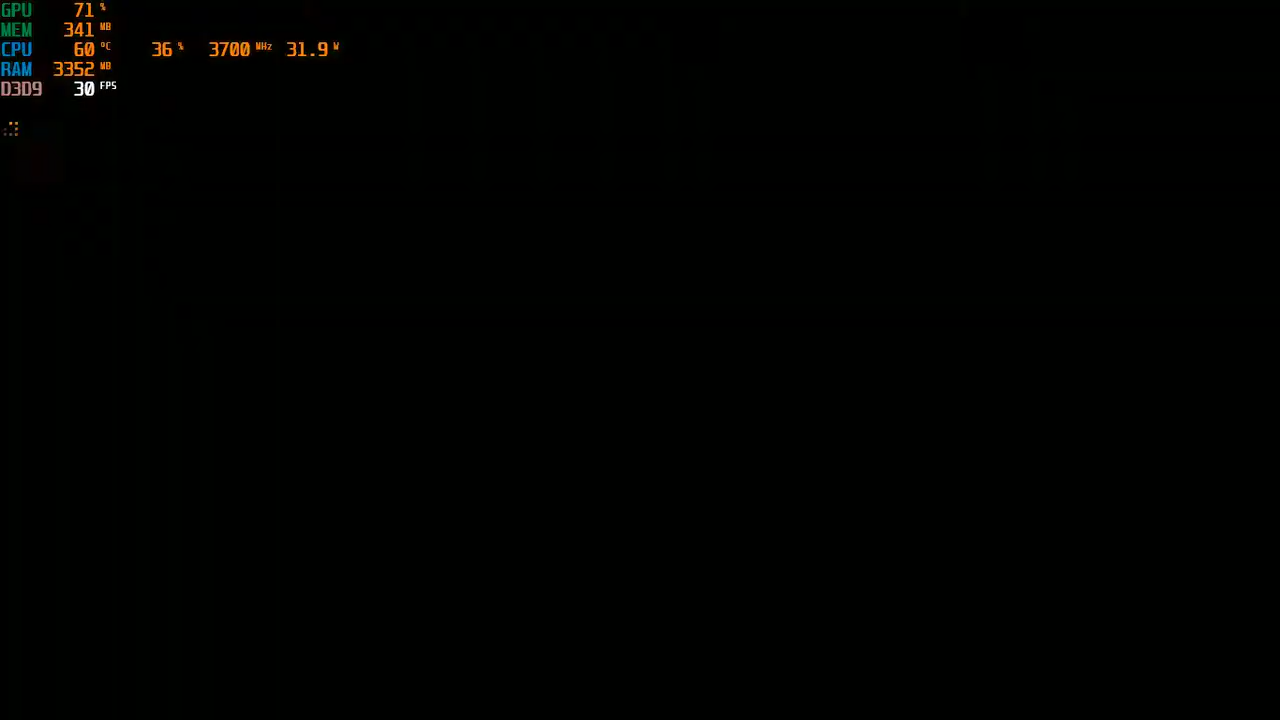 GPU 71 %
MEM 341 MB
CPU 60 °C 36 % 3700 MHz 31.9 W
RAM 3352 MB
D3D9 30 FPS